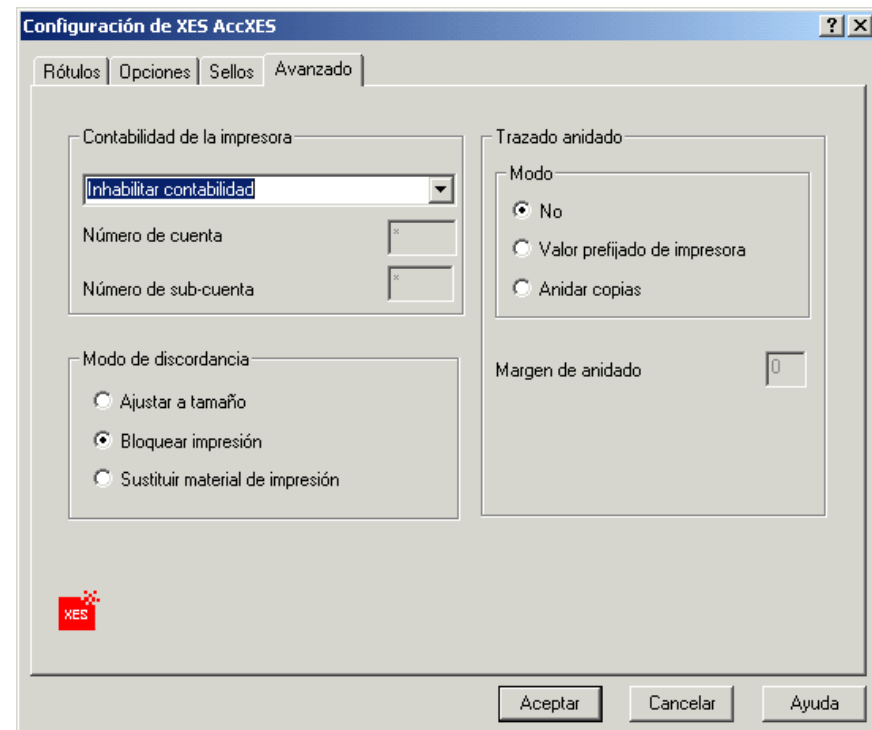 Configuración de XES AccXES
Rótulos Opciones Sellos Avanzado
Contabilidad de la impresora
Inhabilitar contabilidad
Número de cuenta *
Número de sub-cuenta *
Modo de discordancia
Ajustar a tamaño
Bloquear impresión
Sustituir material de impresión
Trazado anidado
Modo
No
Valor prefijado de impresora
Anidar copias
Margen de anidado 0
XES
Aceptar Cancelar Ayuda